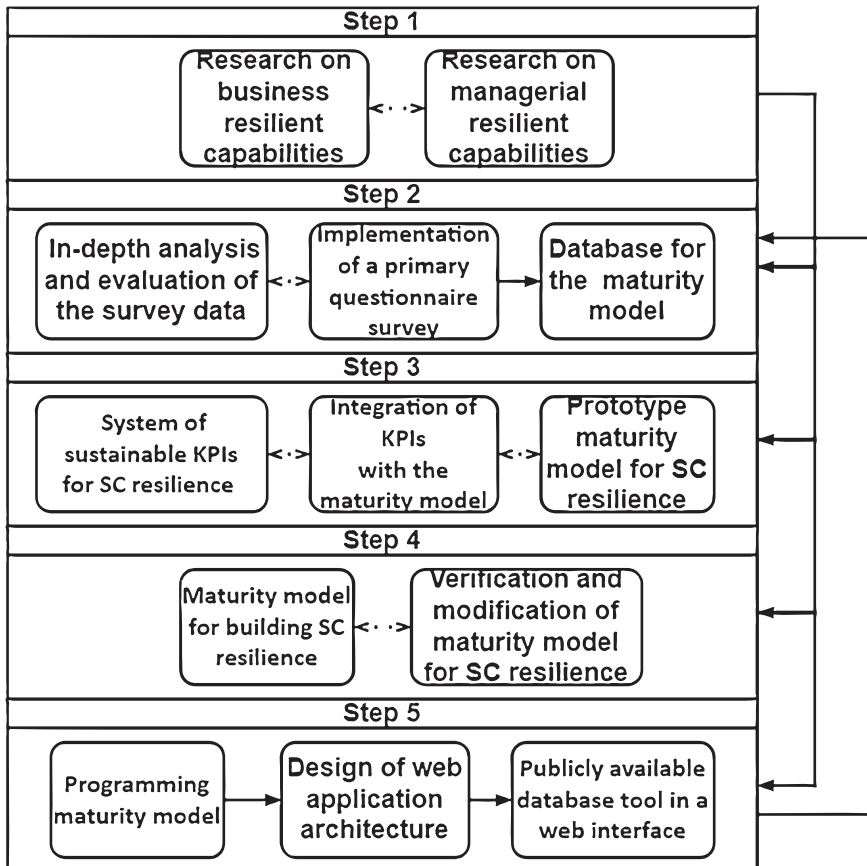 Step 1
Research on
business
resilient
capabilities
Research on
managerial
resilient
capabilities
Step 2
In-depth analysis
and evaluation of
the survey data
Implementation
of a primary
questionnaire
survey
Database for
the maturity
model
Step 3
System of
sustainable KPIs
for SC resilience
Integration of
KPIs
with the
maturity model
Prototype
maturity
model for SC
resilience
Step 4
Maturity model
for building SC
resilience
Verification and
modification of
maturity model
for SC resilience
Step 5
Programming
maturity model
Design of web
application
architecture
Publicly available
database tool in a
web interface